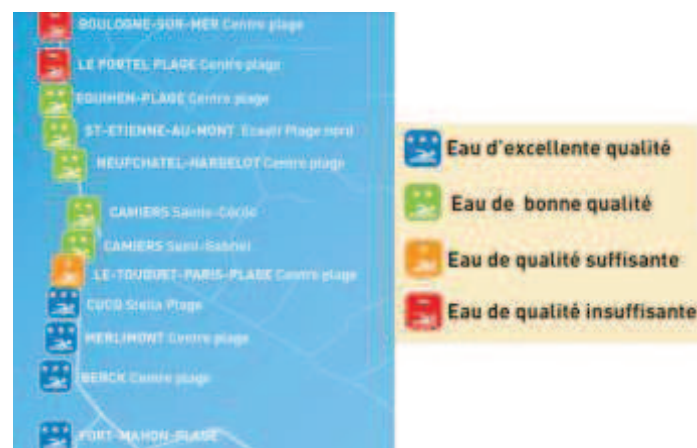 BOULOGNE-SUR-MER Centre plage
LE PORTEL PLAGE Centre plage
EQUIHEN-PLAGE Centre plage
ST-ETIENNE-AU-MONT Ecault Plage nord
NEUFCHATEL-HARDELOT Centre plage
CAMIERS Sainte-Cécile
CAMIERS Saint-Gabriel
LE-TOUQUET-PARIS-PLAGE Centre plage
CUCQ Stella Plage
MERLIMONT Centre plage
BERCK Centre plage
FORT-MAHON-PLAGE
Eau d'excellente qualité
Eau de bonne qualité
Eau de qualité suffisante
Eau de qualité insuffisante